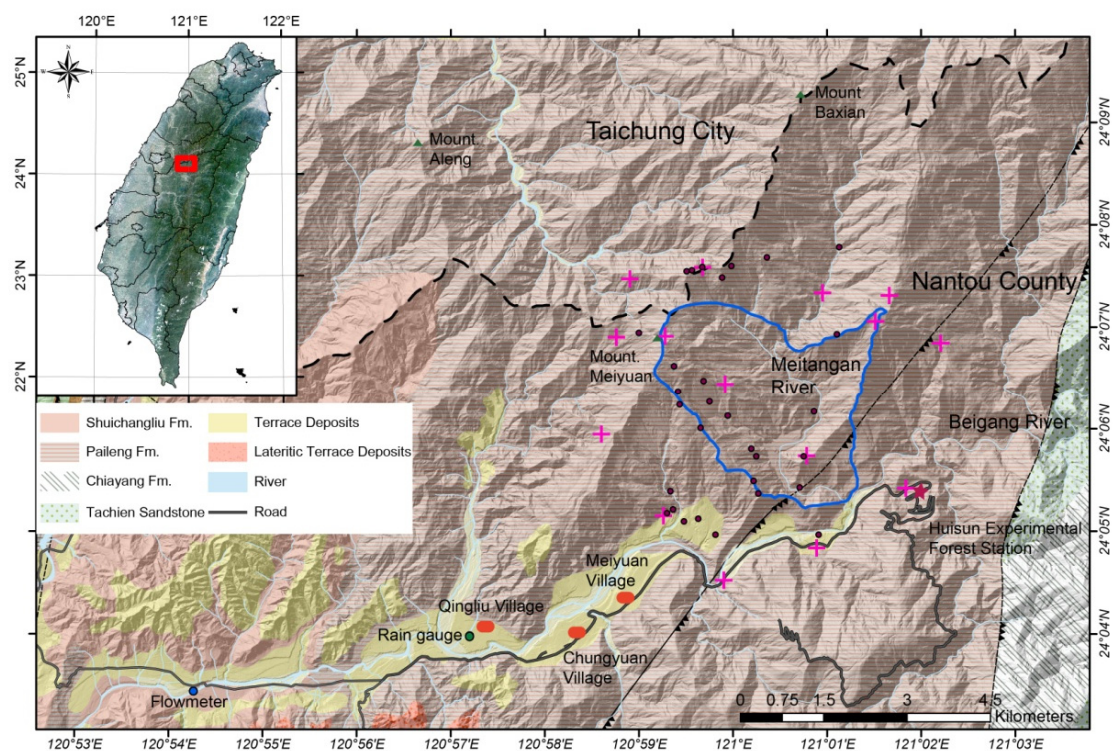 120°E
121°E
122°E
N
W
E
S
25°N
24°N
23°N
22°N
Mount
Baxian
Taichung City
Mount
Aleng
Nantou County
Mount.
Meiyuan
Meitangan
River
Beigang River
Shuichangliu Fm.
Terrace Deposits
Paileng Fm.
Lateritic Terrace Deposits
Chiayang Fm.
River
Tachien Sandstone
Road
Huisun Experimental
Forest Station
Meiyuan
Village
Qingliu Village
Rain gauge
Chungyuan
Village
Flowmeter
0 0.75 1.5 3 4.5
Kilometers
24°09'N
24°08'N
24°07'N
24°06'N
24°05'N
24°04'N
120°53'E
120°54'E
120°55'E
120°57'E
120°58'E
120°59'E
121°E
121°01'E
121°03'E